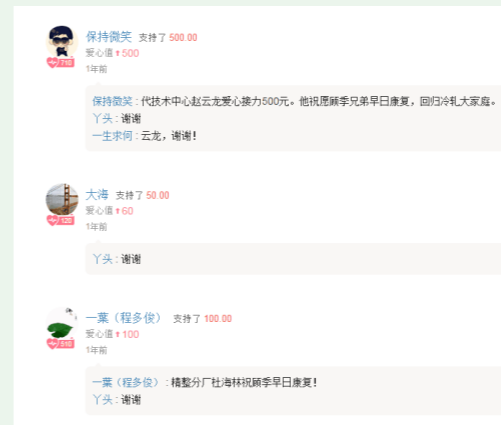 保持微笑 支持了 500.00
爱心值 500
710
1年前
保持微笑：代技术中心赵云龙爱心接力500元。他祝愿顾季兄弟早日康复，回归冷轧大家庭。
丫头：谢谢
一生求何：云龙，谢谢！
大海 支持了 50.00
爱心值 60
120
1年前
丫头：谢谢
一葉（程多俊） 支持了 100.00
爱心值 100
510
1年前
一葉（程多俊）：精整分厂杜海林祝顾季早日康复！
丫头：谢谢